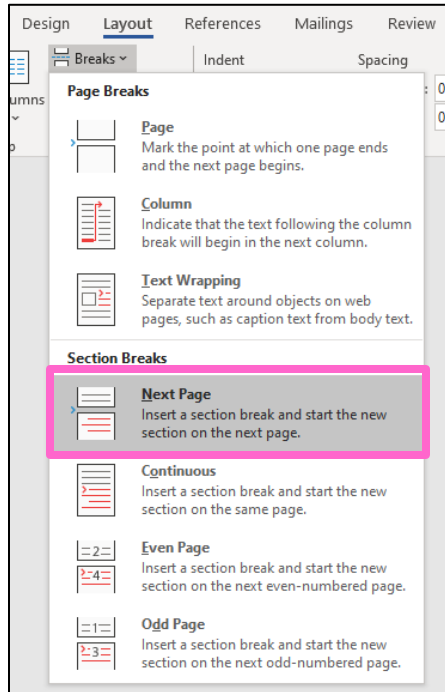 Design Layout References Mailings Review
Breaks Indent Spacing
umns
Page Breaks
Page
Mark the point at which one page ends
and the next page begins.
Column
Indicate that the text following the column
break will begin in the next column.
Text Wrapping
Separate text around objects on web
pages, such as caption text from body text.
Section Breaks
Next Page
Insert a section break and start the new
section on the next page.
Continuous
Insert a section break and start the new
section on the same page.
=2=
=4=
Even Page
Insert a section break and start the new
section on the next even-numbered page.
=1=
=3=
Odd Page
Insert a section break and start the new
section on the next odd-numbered page.